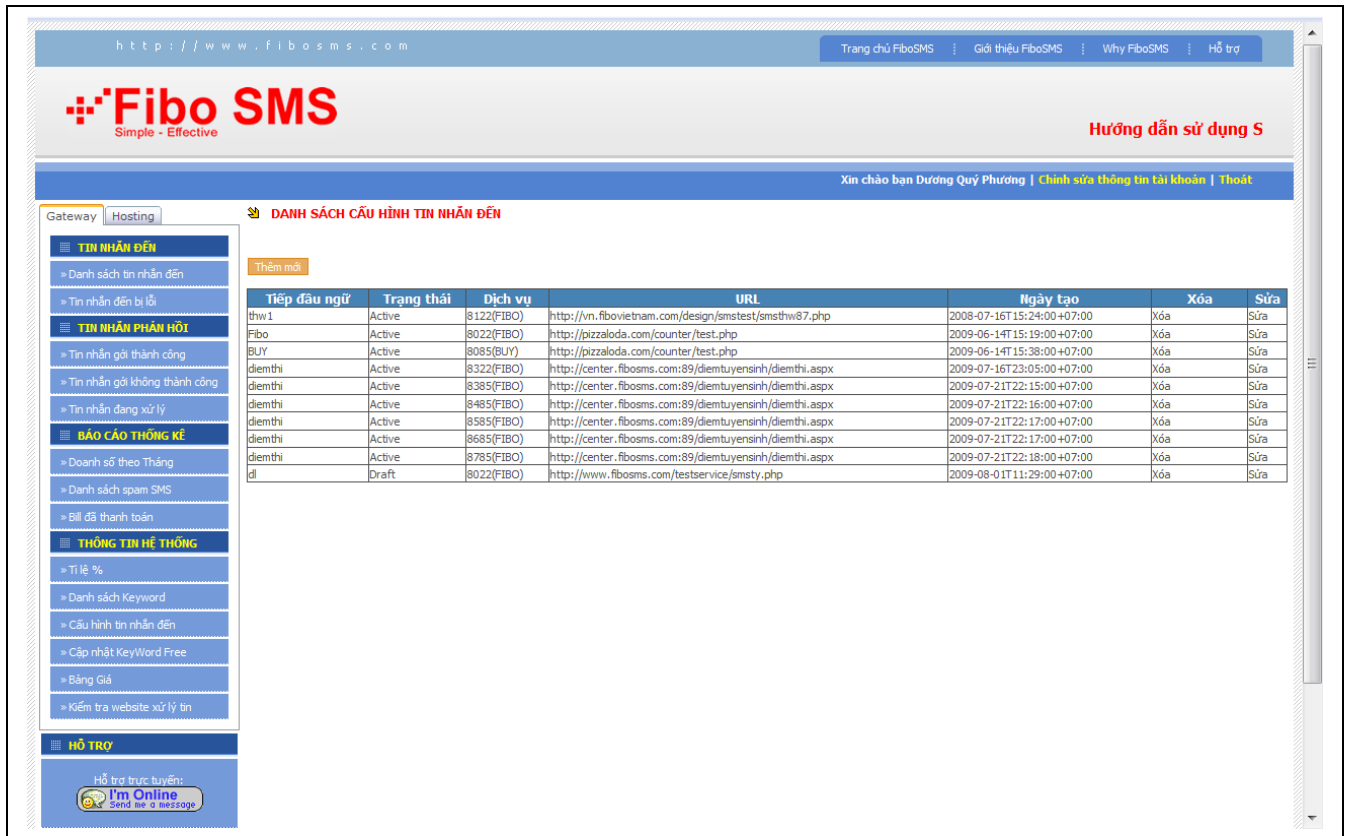 http://www.fibosms.com
Trang chủ FiboSMS ⋮ Giới thiệu FiboSMS ⋮ Why FiboSMS ⋮ Hỗ trợ
Fibo SMS
Simple - Effective
Hướng dẫn sử dụng S
Xin chào bạn Dương Quý Phương | Chỉnh sửa thông tin tài khoản | Thoát
Gateway Hosting
TIN NHẮN ĐẾN
» Danh sách tin nhắn đến
» Tin nhắn đến bị lỗi
TIN NHẮN PHẢN HỒI
» Tin nhắn gởi thành công
» Tin nhắn gởi không thành công
» Tin nhắn đang xử lý
BÁO CÁO THỐNG KÊ
» Doanh số theo Tháng
» Danh sách spam SMS
» Bill đã thanh toán
THÔNG TIN HỆ THỐNG
» Tỉ lệ %
» Danh sách Keyword
» Cấu hình tin nhắn đến
» Cập nhật KeyWord Free
» Bảng Giá
» Kiểm tra website xử lý tin
HỖ TRỢ
Hỗ trợ trực tuyến:
I'm Online
Send me a message
DANH SÁCH CẤU HÌNH TIN NHẮN ĐẾN
Thêm mới
Tiếp đầu ngữ Trạng thái Dịch vụ URL Ngày tạo Xóa Sửa
thw1 Active 8122(FIBO) http://vn.fibovietnam.com/design/smstest/smsthw87.php 2008-07-16T15:24:00+07:00 Xóa Sửa
Fibo Active 8022(FIBO) http://pizzaloda.com/counter/test.php 2009-06-14T15:19:00+07:00 Xóa Sửa
BUY Active 8085(BUY) http://pizzaloda.com/counter/test.php 2009-06-14T15:38:00+07:00 Xóa Sửa
diemthi Active 8322(FIBO) http://center.fibosms.com:89/diemtuyensinh/diemthi.aspx 2009-07-16T23:05:00+07:00 Xóa Sửa
diemthi Active 8385(FIBO) http://center.fibosms.com:89/diemtuyensinh/diemthi.aspx 2009-07-21T22:15:00+07:00 Xóa Sửa
diemthi Active 8485(FIBO) http://center.fibosms.com:89/diemtuyensinh/diemthi.aspx 2009-07-21T22:16:00+07:00 Xóa Sửa
diemthi Active 8585(FIBO) http://center.fibosms.com:89/diemtuyensinh/diemthi.aspx 2009-07-21T22:17:00+07:00 Xóa Sửa
diemthi Active 8685(FIBO) http://center.fibosms.com:89/diemtuyensinh/diemthi.aspx 2009-07-21T22:17:00+07:00 Xóa Sửa
diemthi Active 8785(FIBO) http://center.fibosms.com:89/diemtuyensinh/diemthi.aspx 2009-07-21T22:18:00+07:00 Xóa Sửa
dl Draft 8022(FIBO) http://www.fibosms.com/testservice/smsty.php 2009-08-01T11:29:00+07:00 Xóa Sửa